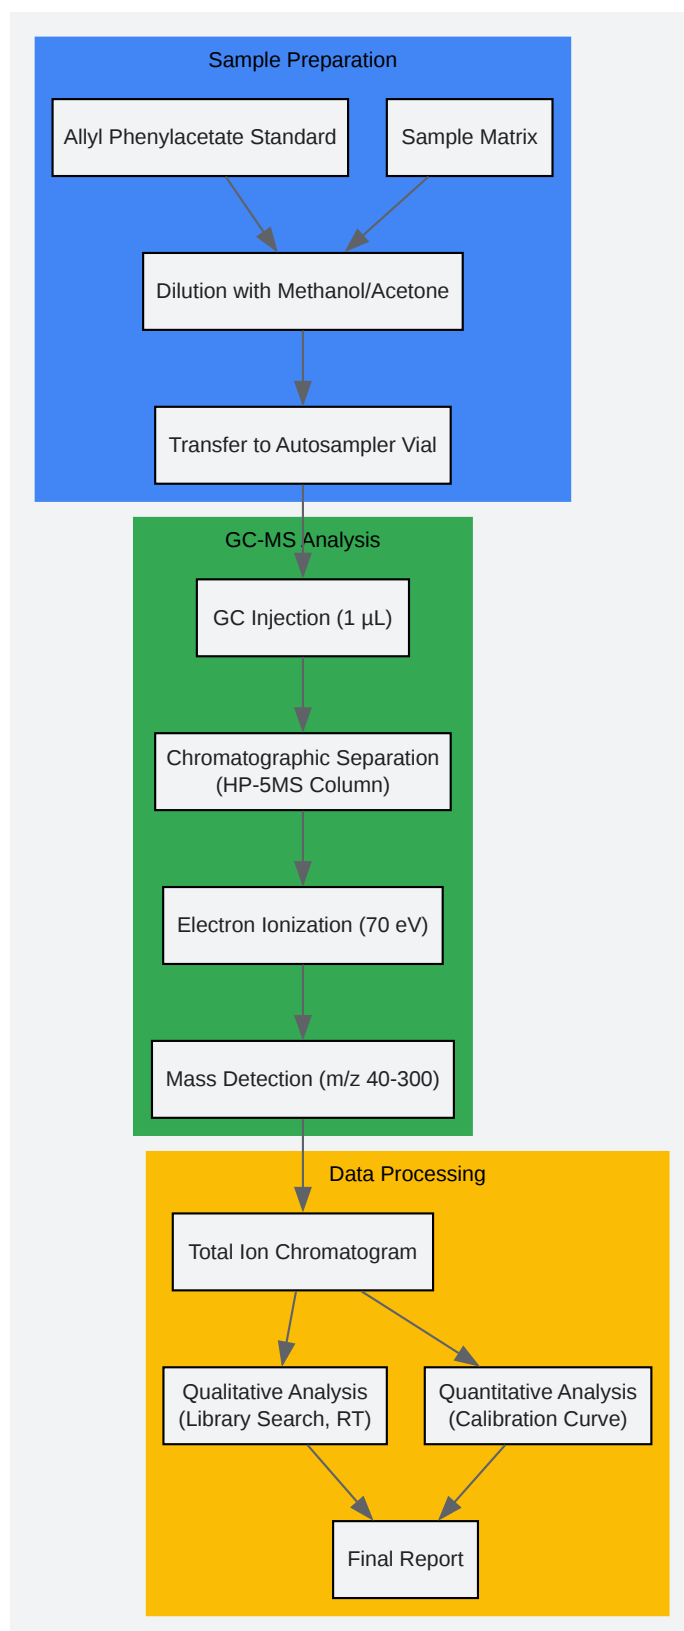 Sample Preparation
Allyl Phenylacetate Standard
Sample Matrix
Dilution with Methanol/Acetone
Transfer to Autosampler Vial
GC-MS Analysis
GC Injection (1 µL)
Chromatographic Separation
(HP-5MS Column)
Electron Ionization (70 eV)
Mass Detection (m/z 40-300)
Data Processing
Total Ion Chromatogram
Qualitative Analysis
(Library Search, RT)
Quantitative Analysis
(Calibration Curve)
Final Report